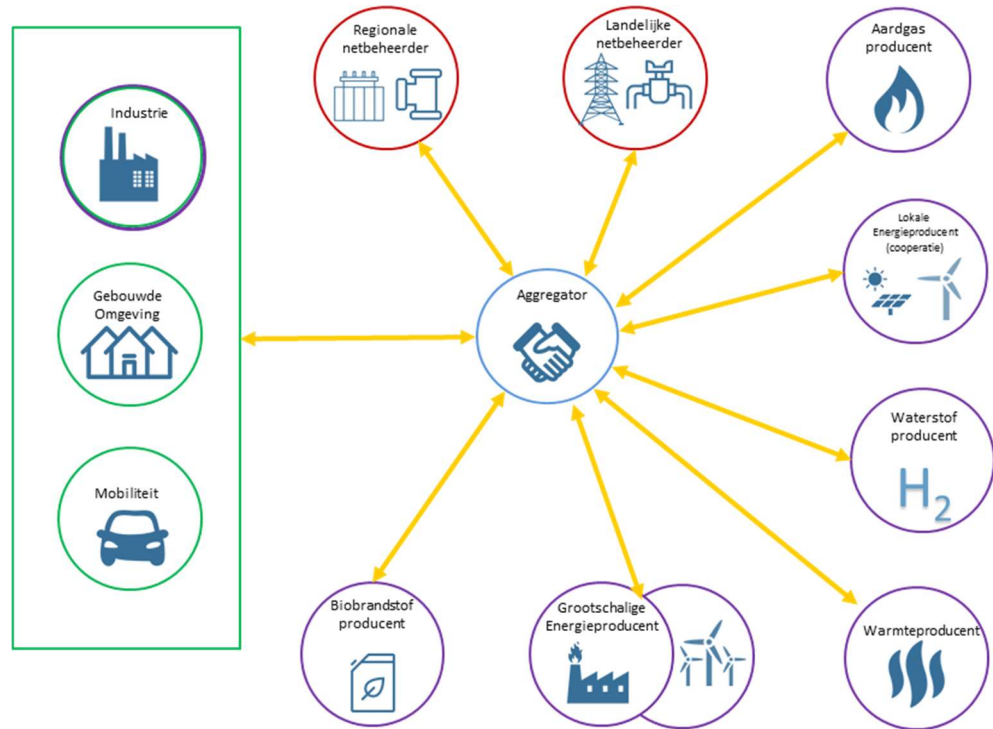 Regionale
netbeheerder
Landelijke
netbeheerder
Aardgas
producent
Industrie
Lokale
Energieproducent
(cooperatie)
Gebouwde
Omgeving
Aggregator
Waterstof
producent
H2
Mobiliteit
Biobrandstof
producent
Grootschalige
Energieproducent
Warmteproducent